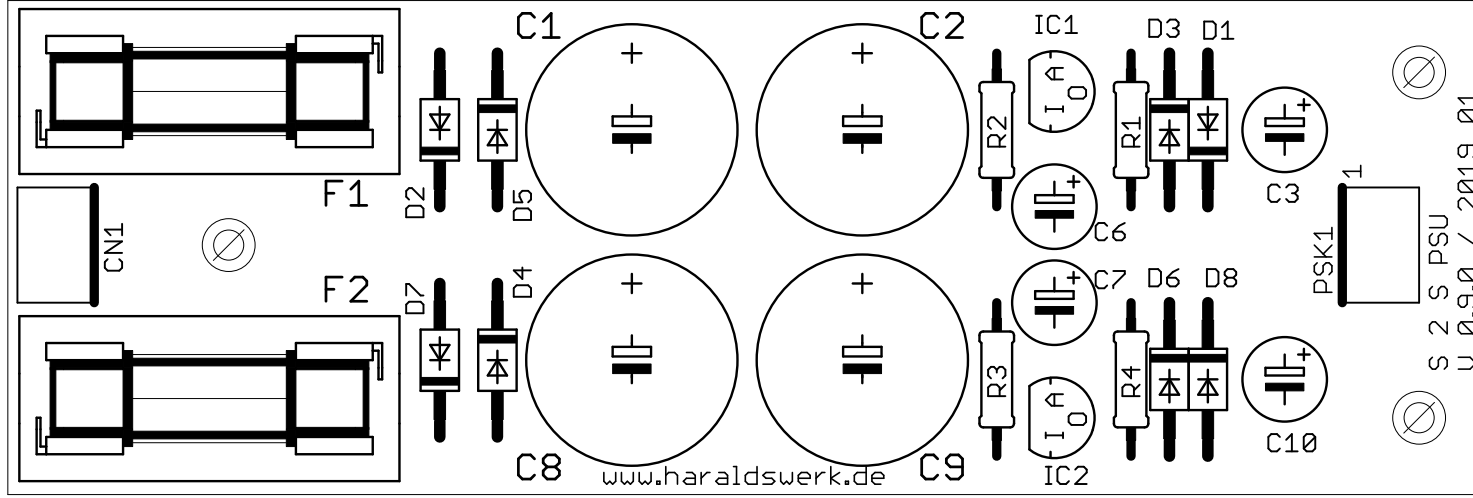 C1
C2
IC1
D3
D1
+
+
A
I
O
R2
R1
+
C3
F1
D2
D5
+
C6
1
CN1
PSK1
F2
D7
D4
+
+
+
C7
D6
D8
R3
R4
A
I
O
+
C10
C8
www.haraldswerk.de
C9
IC2
S 2 S PSU
V 0.9.0 / 2019 01